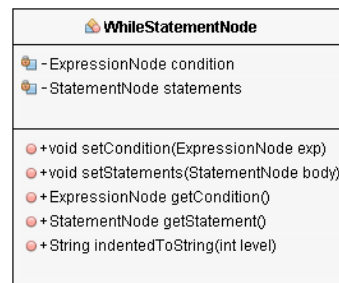 WhileStatementNode
- ExpressionNode condition
- StatementNode statements
+ void setCondition(ExpressionNode exp)
+ void setStatements(StatementNode body)
+ ExpressionNode getCondition()
+ StatementNode getStatement()
+ String indentedToString(int level)